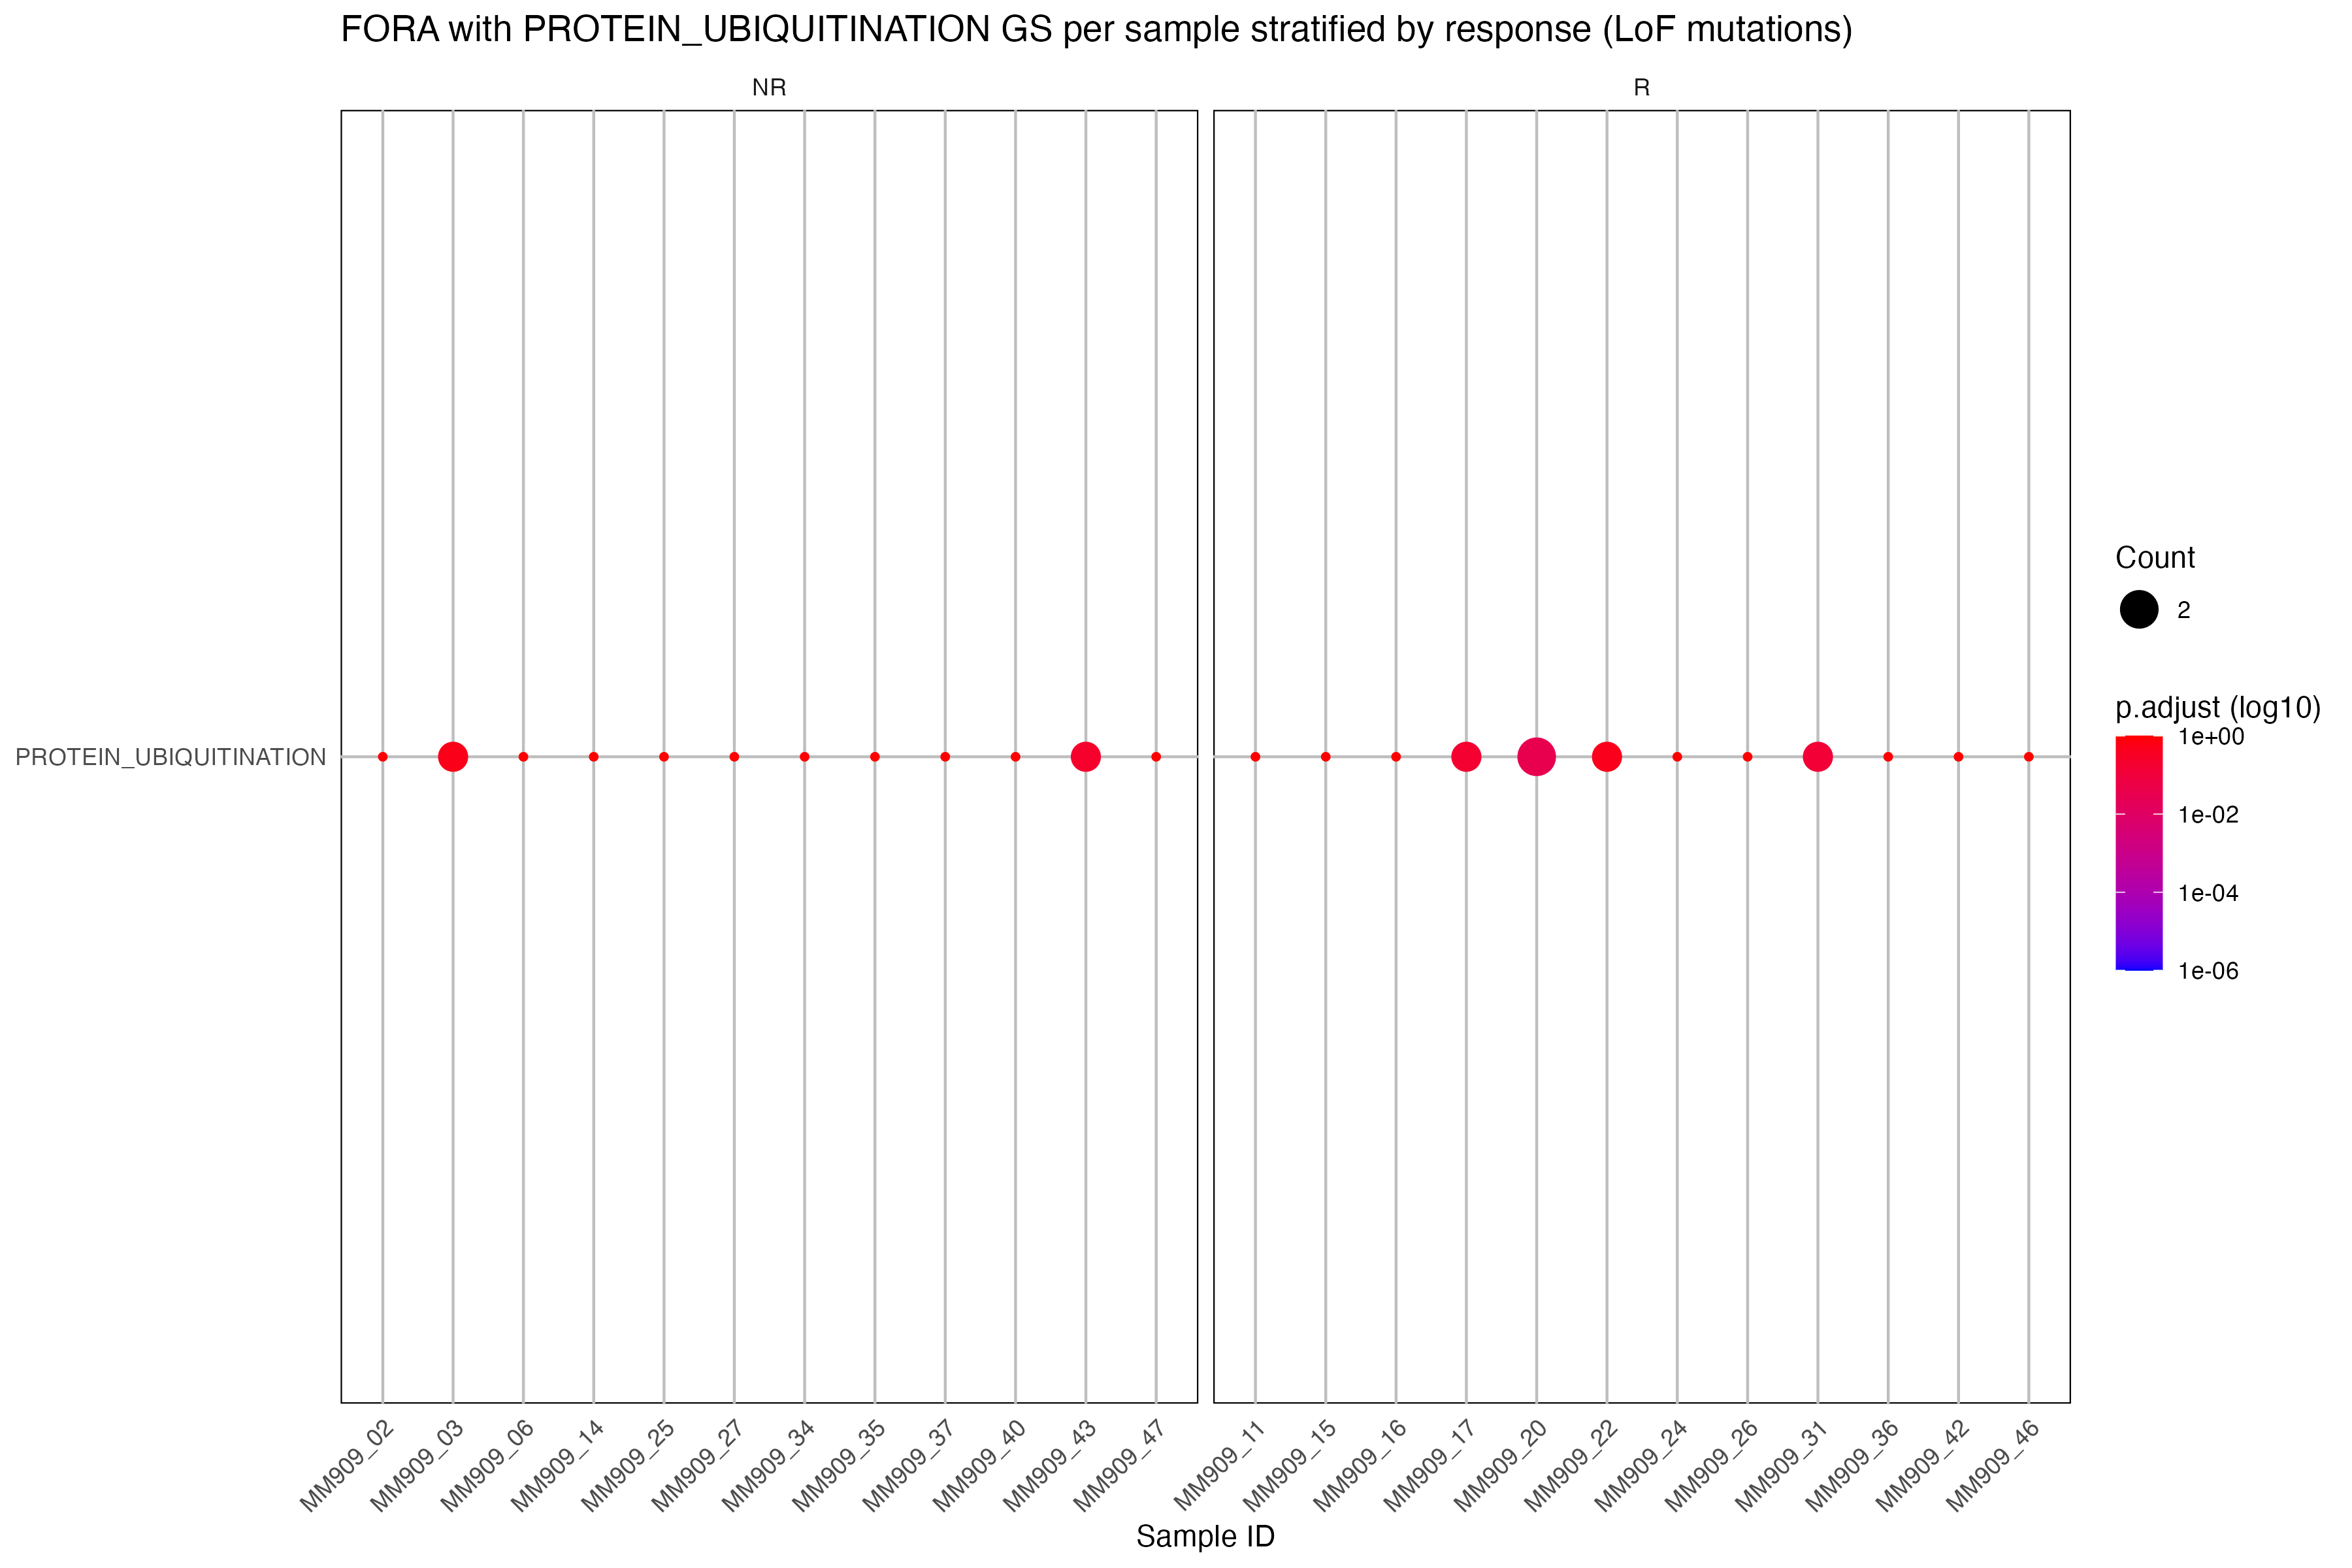 FORA with PROTEIN_UBIQUITINATION GS per sample stratified by response (LoF mutations)
NR
R
PROTEIN_UBIQUITINATION
Count
2
p.adjust (log10)
1e+00
1e-02
1e-04
1e-06
MM909_02
MM909_03
MM909_06
MM909_14
MM909_25
MM909_27
MM909_34
MM909_35
MM909_37
MM909_40
MM909_43
MM909_47
MM909_11
MM909_15
MM909_16
MM909_17
MM909_20
MM909_22
MM909_24
MM909_26
MM909_31
MM909_36
MM909_42
MM909_46
Sample ID